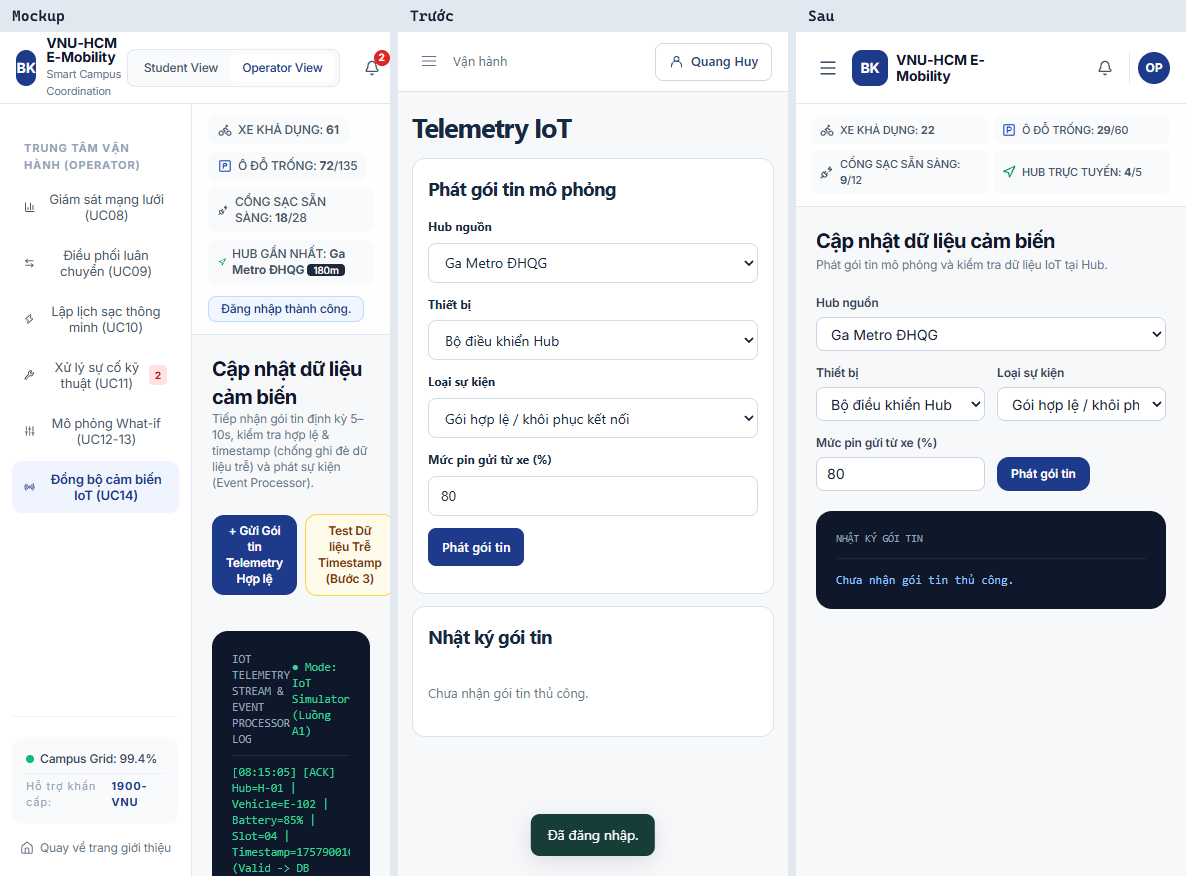 Mockup
BK
VNU-HCM
E-Mobility
Smart Campus
Coordination
Student View
Operator View
2
TRUNG TÂM VẬN
HÀNH (OPERATOR)
Giám sát mạng lưới
(UC08)
Điều phối luân
chuyển (UC09)
Lập lịch sạc thông
minh (UC10)
Xử lý sự cố kỹ
thuật (UC11)
2
Mô phỏng What-if
(UC12-13)
Đồng bộ cảm biến
IoT (UC14)
Campus Grid: 99.4%
Hỗ trợ khẩn
cấp:
1900-
VNU
Quay về trang giới thiệu
XE KHẢ DỤNG: 61
P
Ô ĐỖ TRỐNG: 72/135
CỔNG SẠC SẴN
SÀNG: 18/28
HUB GẦN NHẤT: Ga
Metro ĐHQG 180m
Đăng nhập thành công.
Cập nhật dữ liệu
cảm biến
Tiếp nhận gói tin định kỳ 5–
10s, kiểm tra hợp lệ &
timestamp (chống ghi đè dữ
liệu trễ) và phát sự kiện
(Event Processor).
+ Gửi Gói
tin
Telemetry
Hợp lệ
Test Dữ
liệu Trễ
Timestamp
(Bước 3)
IOT
TELEMETRY
STREAM &
EVENT
PROCESSOR
LOG
● Mode:
IoT
Simulator
(Luồng
A1)
[08:15:05] [ACK]
Hub=H-01 |
Vehicle=E-102 |
Battery=85% |
Slot=04 |
Timestamp=17579001
(Valid -> DB
Trước
Vận hành
Quang Huy
Telemetry IoT
Phát gói tin mô phỏng
Hub nguồn
Ga Metro ĐHQG
Thiết bị
Bộ điều khiển Hub
Loại sự kiện
Gói hợp lệ / khôi phục kết nối
Mức pin gửi từ xe (%)
80
Phát gói tin
Nhật ký gói tin
Chưa nhận gói tin thủ công.
Đã đăng nhập.
Sau
BK
VNU-HCM E-
Mobility
OP
XE KHẢ DỤNG: 22
P
Ô ĐỖ TRỐNG: 29/60
CỔNG SẠC SẴN SÀNG:
9/12
HUB TRỰC TUYẾN: 4/5
Cập nhật dữ liệu cảm biến
Phát gói tin mô phỏng và kiểm tra dữ liệu IoT tại Hub.
Hub nguồn
Ga Metro ĐHQG
Thiết bị
Loại sự kiện
Bộ điều khiển Hub
Gói hợp lệ / khôi ph
Mức pin gửi từ xe (%)
80
Phát gói tin
NHẬT KÝ GÓI TIN
Chưa nhận gói tin thủ công.